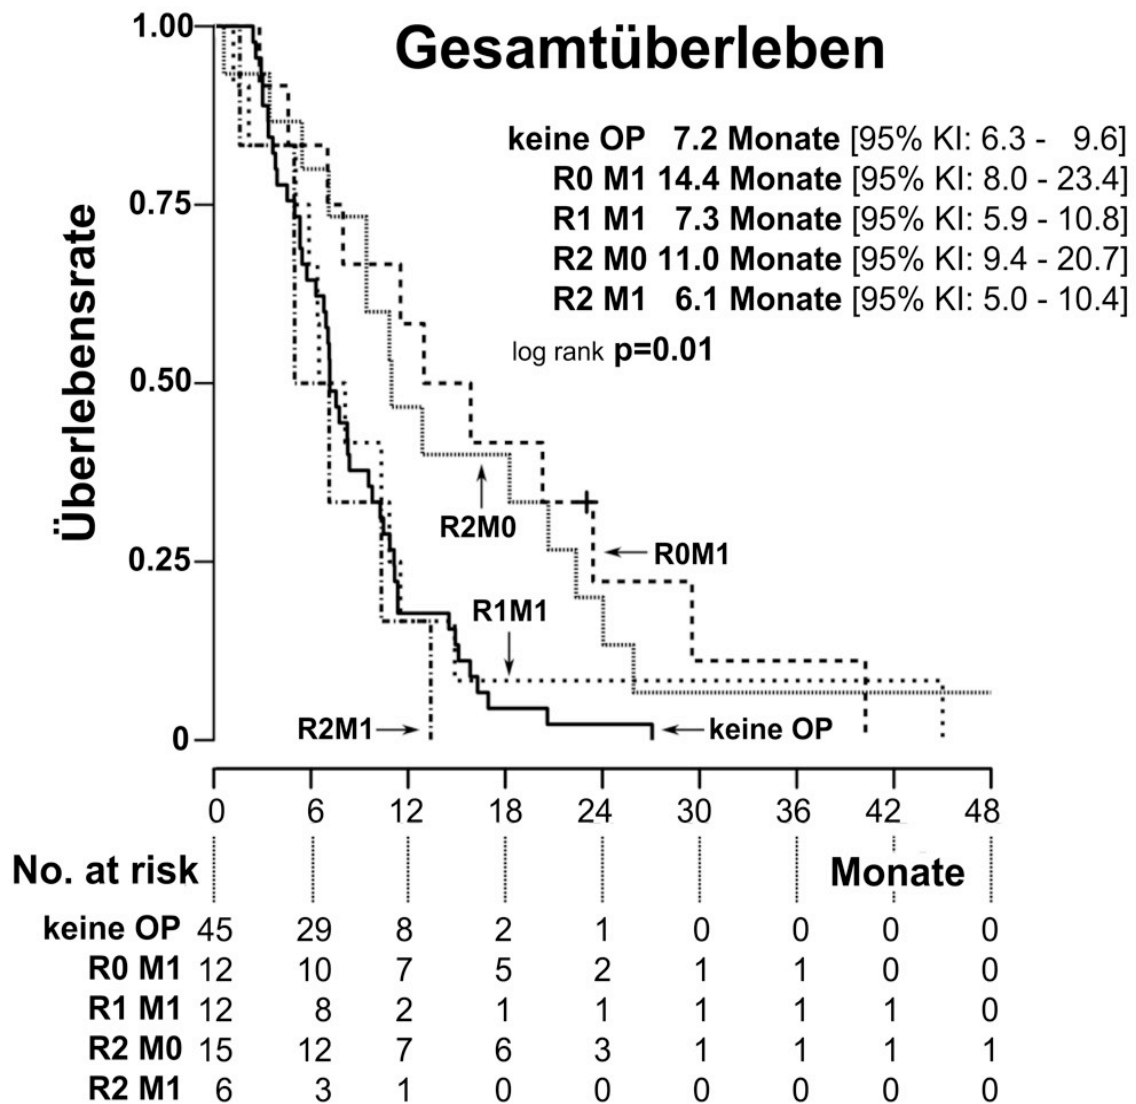 Gesamtüberleben
1.00
0.75
0.50
0.25
0
Überlebensrate
keine OP 7.2 Monate [95% KI: 6.3 - 9.6]
R0 M1 14.4 Monate [95% KI: 8.0 - 23.4]
R1 M1 7.3 Monate [95% KI: 5.9 - 10.8]
R2 M0 11.0 Monate [95% KI: 9.4 - 20.7]
R2 M1 6.1 Monate [95% KI: 5.0 - 10.4]
log rank p=0.01
R2M0
R0M1
R1M1
R2M1
keine OP
0 6 12 18 24 30 36 42 48
No. at risk
Monate
keine OP 45 29 8 2 1 0 0 0 0
R0 M1 12 10 7 5 2 1 1 0 0
R1 M1 12 8 2 1 1 1 1 1 0
R2 M0 15 12 7 6 3 1 1 1 1
R2 M1 6 3 1 0 0 0 0 0 0